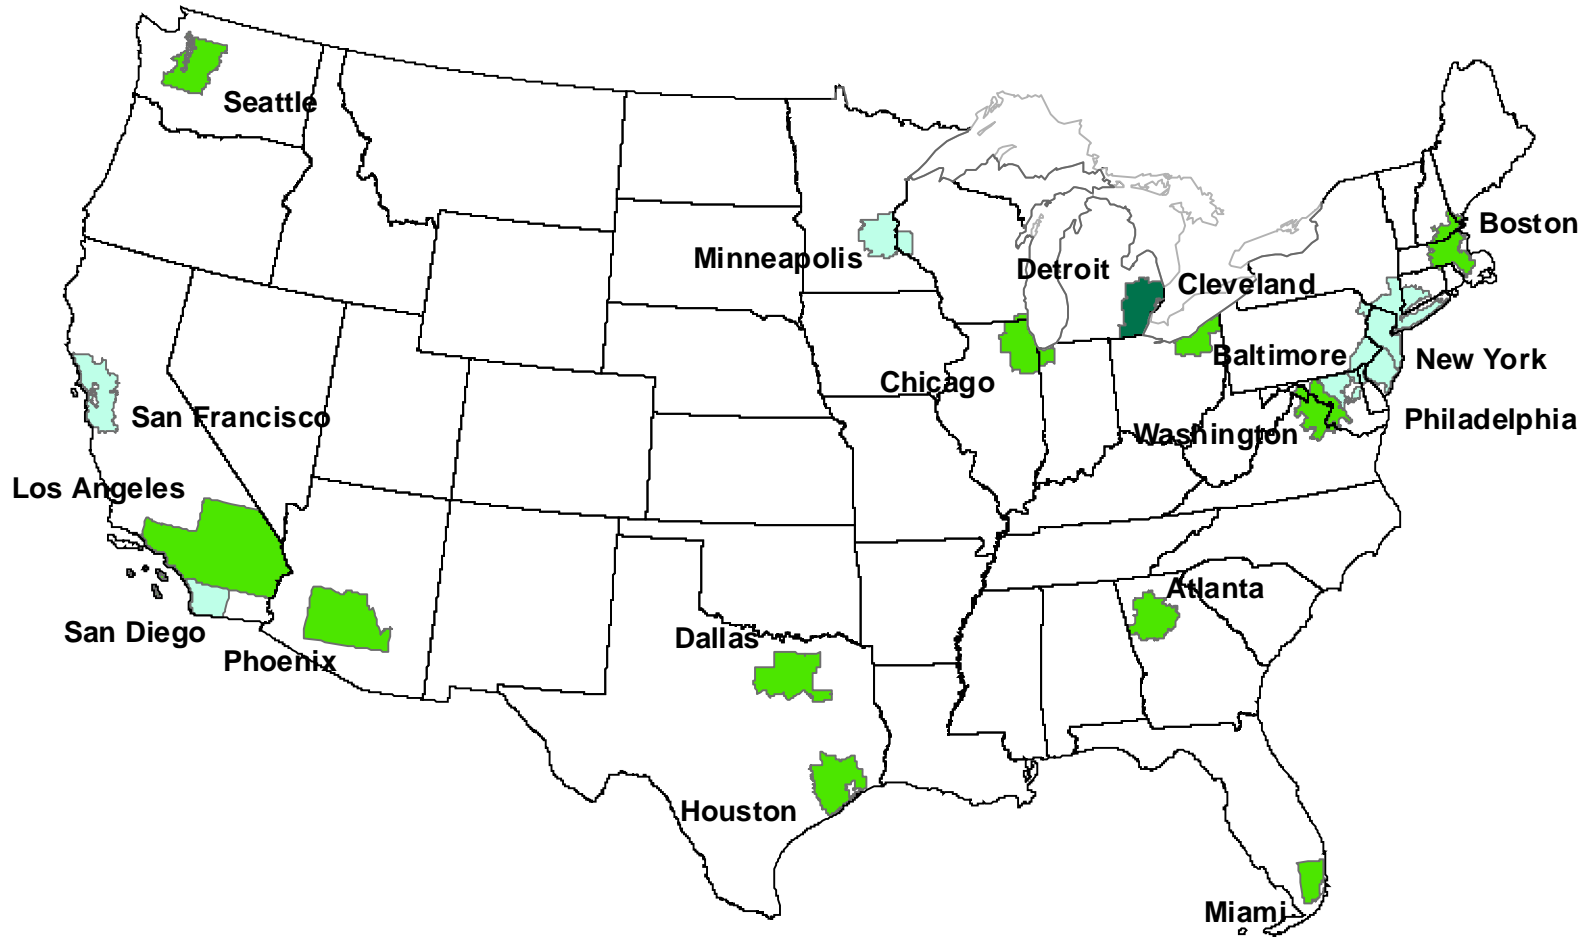 Seattle
Boston
Minneapolis
Detroit
Cleveland
Baltimore
New York
Chicago
San Francisco
Philadelphia
Washington
Los Angeles
Atlanta
San Diego
Dallas
Phoenix
Houston
Miami